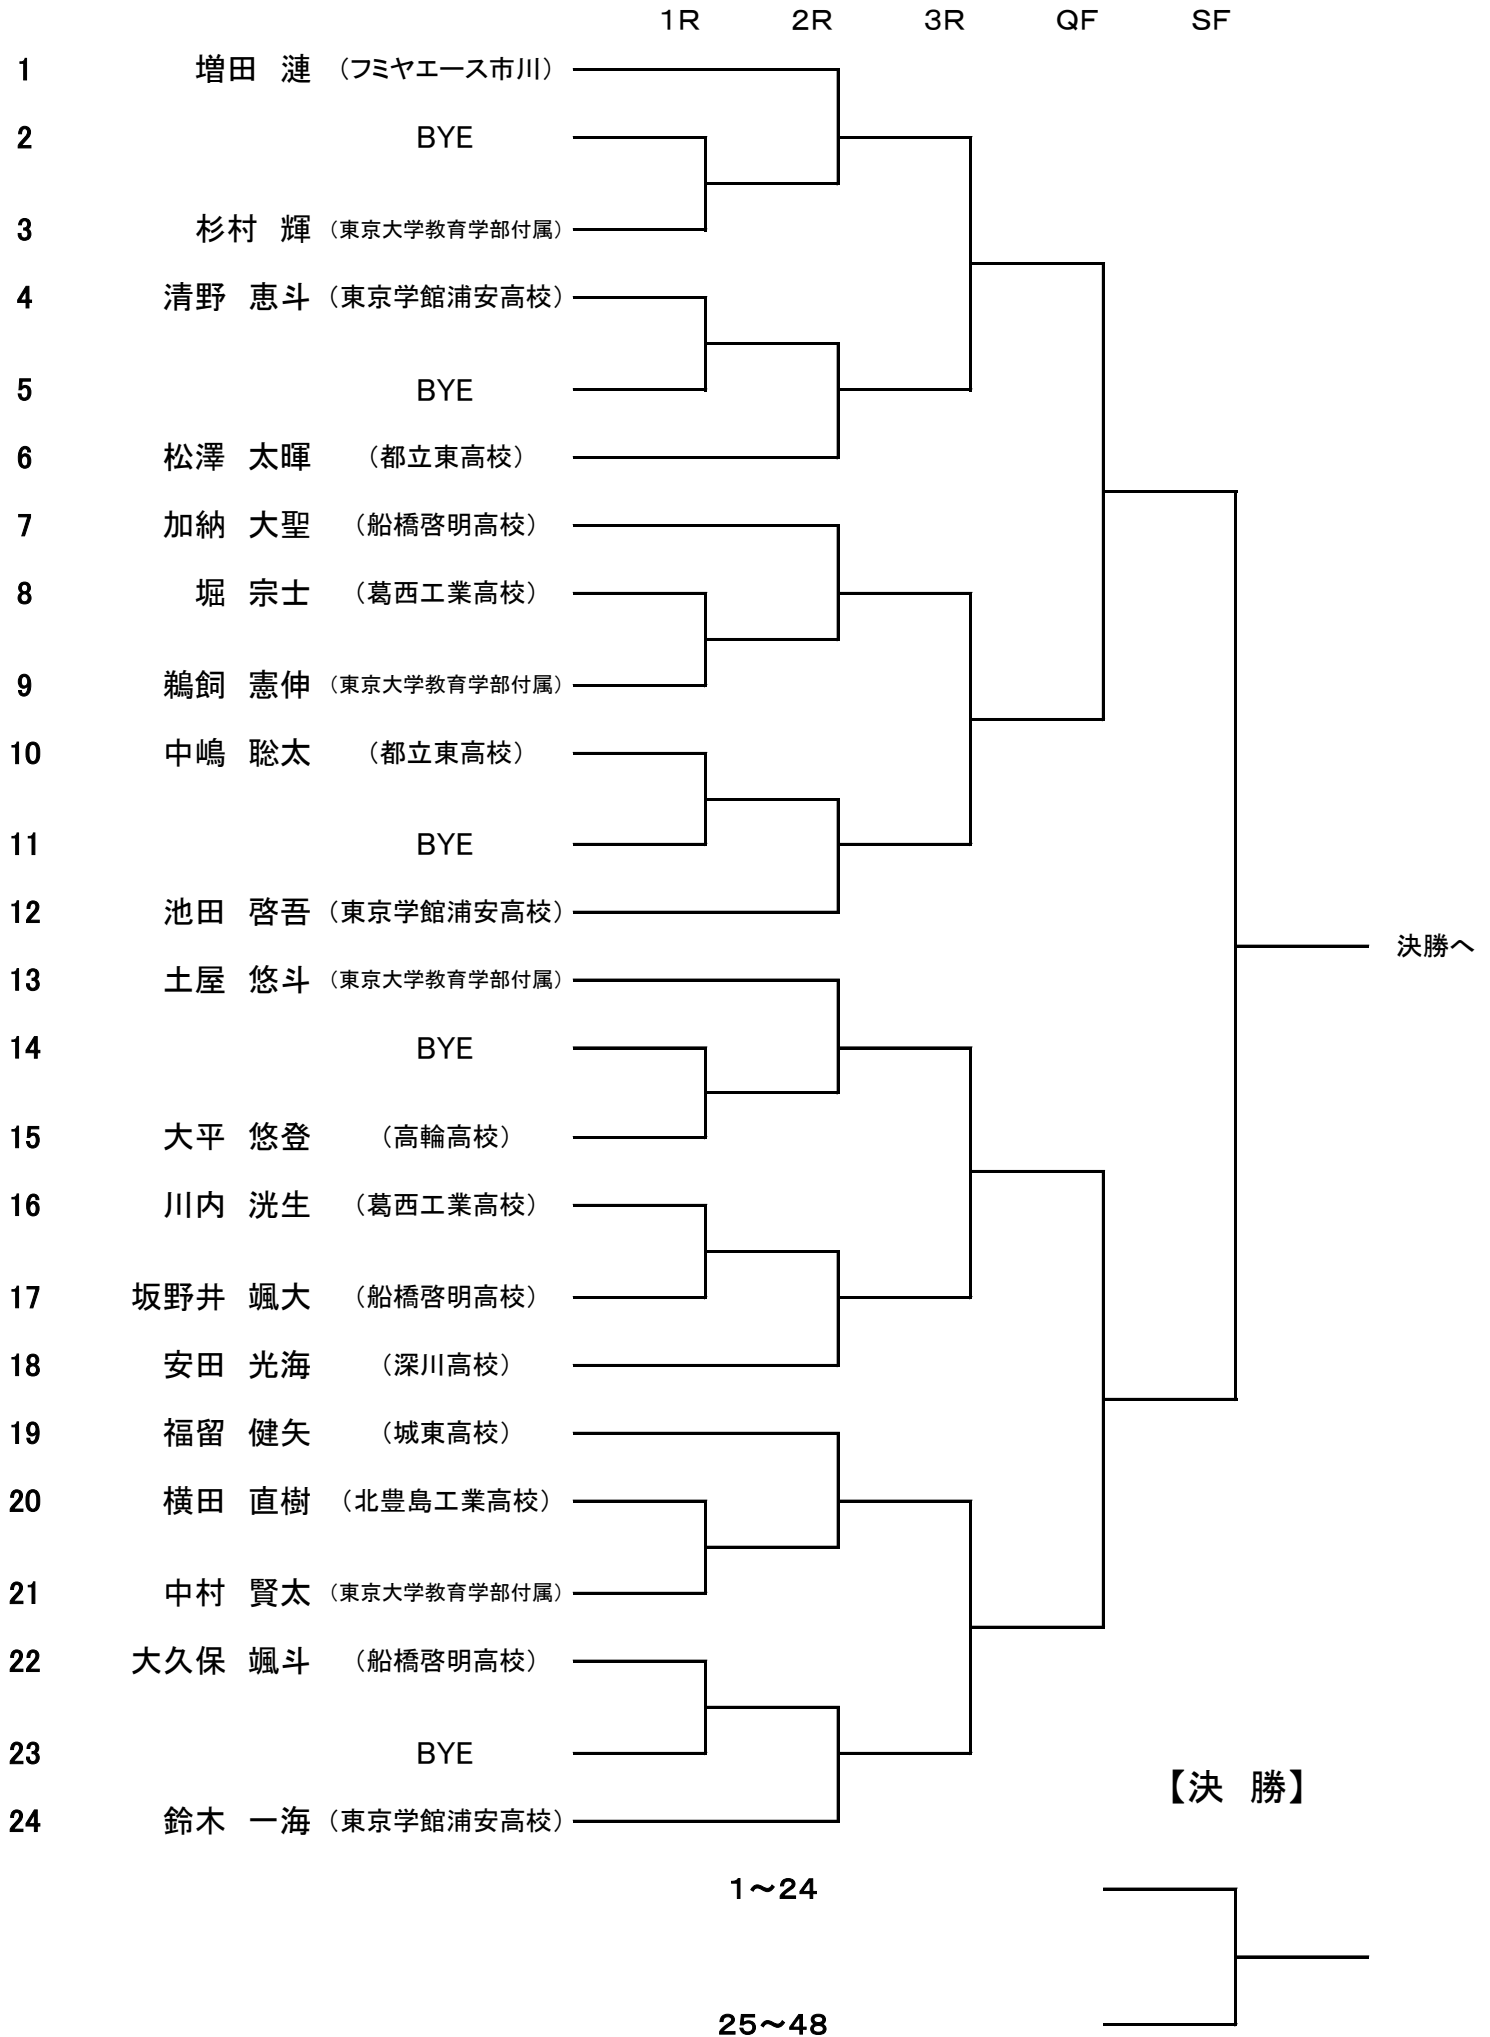 1R 2R 3R QF SF
1 増田 漣 （フミヤエース市川）
2 BYE
3 杉村 輝 （東京大学教育学部付属）
4 清野 恵斗 （東京学館浦安高校）
5 BYE
6 松澤 太暉 （都立東高校）
7 加納 大聖 （船橋啓明高校）
8 堀 宗士 （葛西工業高校）
9 鵜飼 憲伸 （東京大学教育学部付属）
10 中嶋 聡太 （都立東高校）
11 BYE
12 池田 啓吾 （東京学館浦安高校）
決勝へ
13 土屋 悠斗 （東京大学教育学部付属）
14 BYE
15 大平 悠登 （高輪高校）
16 川内 洸生 （葛西工業高校）
17 坂野井 颯大 （船橋啓明高校）
18 安田 光海 （深川高校）
19 福留 健矢 （城東高校）
20 横田 直樹 （北豊島工業高校）
21 中村 賢太 （東京大学教育学部付属）
22 大久保 颯斗 （船橋啓明高校）
23 BYE
【決 勝】
24 鈴木 一海 （東京学館浦安高校）
1～24
25～48